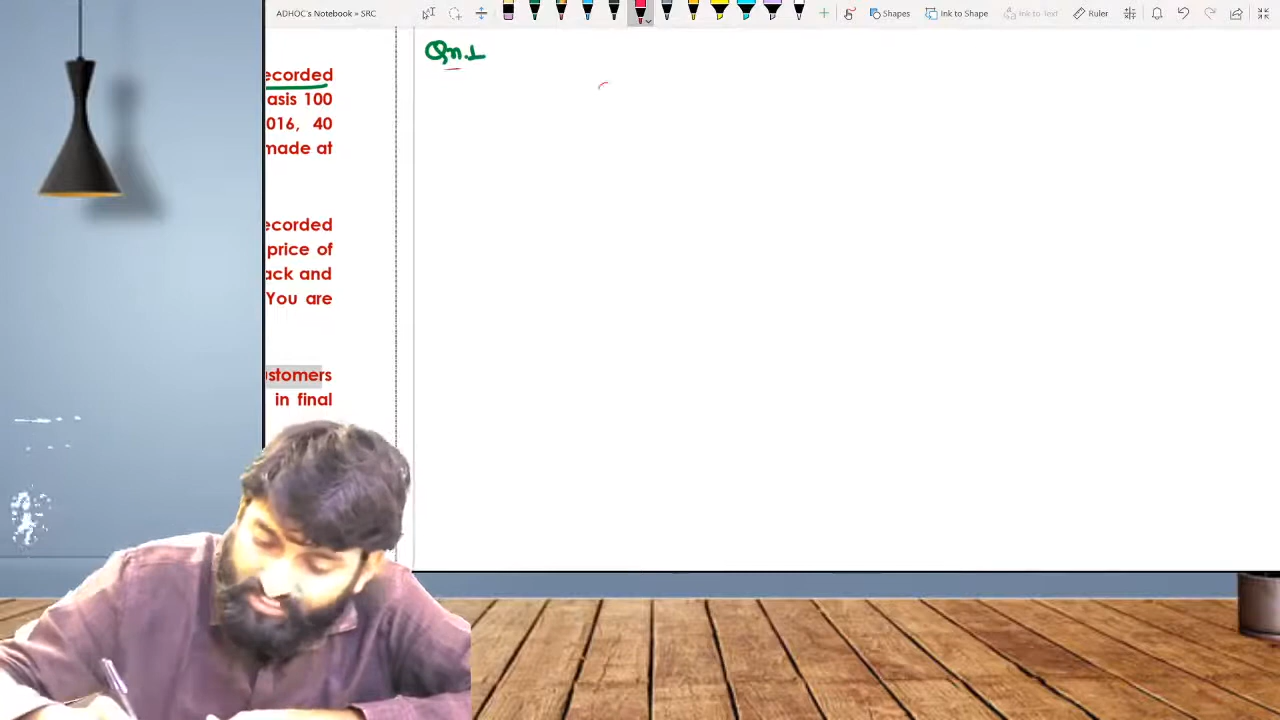 ADHOC's Notebook » SRC
Shapes
Ink to Shape
Ink to Text
Ruler
ecorded
asis 100
016, 40
made at
ecorded
price of
ack and
You are
ustomers
in final
Qn.1